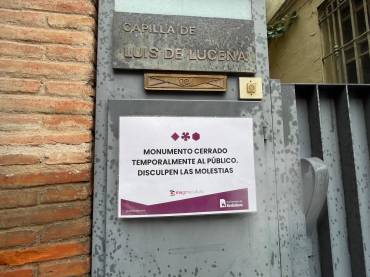 CAPILLA DE
LUIS DE LUCENA
MONUMENTO CERRADO
TEMPORALMENTE AL PÚBLICO.
DISCULPEN LAS MOLESTIAS